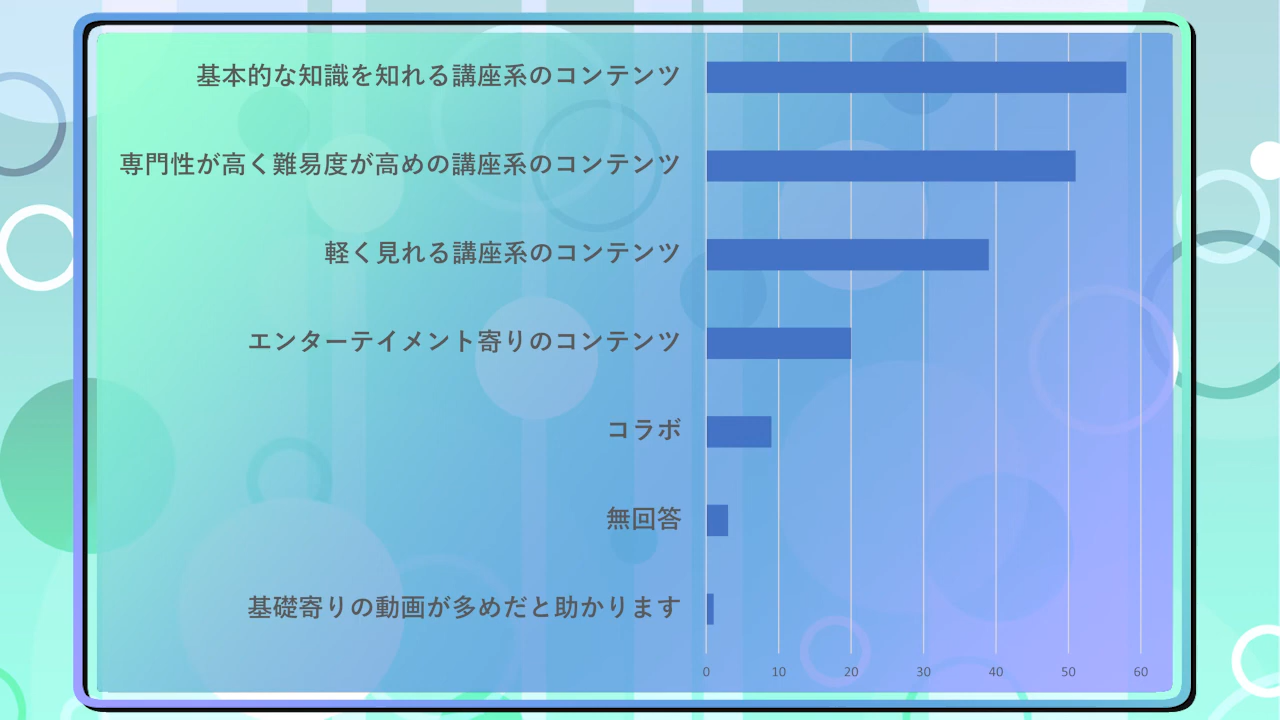 基本的な知識を知れる講座系のコンテンツ
専門性が高く難易度が高めの講座系のコンテンツ
軽く見れる講座系のコンテンツ
エンターテイメント寄りのコンテンツ
コラボ
無回答
基礎寄りの動画が多めだと助かります
0 10 20 30 40 50 60